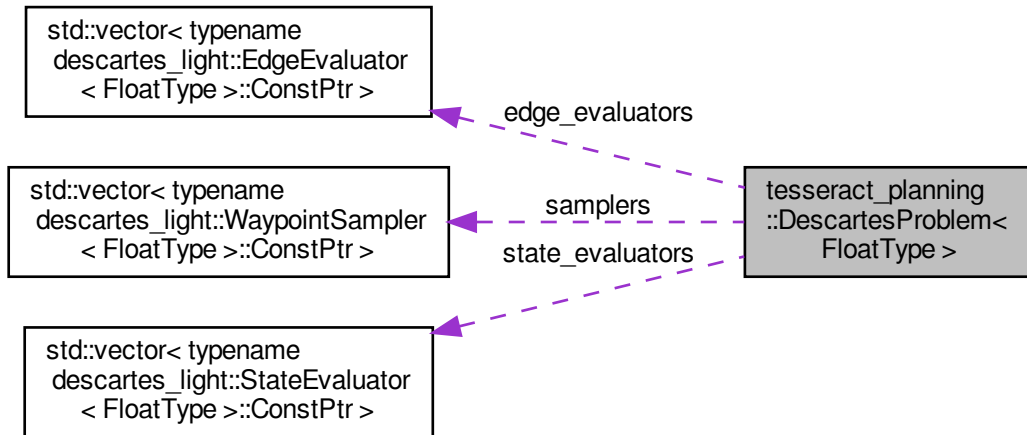 std::vector< typename
descartes_light::EdgeEvaluator
< FloatType >::ConstPtr >
edge_evaluators
std::vector< typename
descartes_light::WaypointSampler
< FloatType >::ConstPtr >
samplers
tesseract_planning
::DescartesProblem<
FloatType >
state_evaluators
std::vector< typename
descartes_light::StateEvaluator
< FloatType >::ConstPtr >